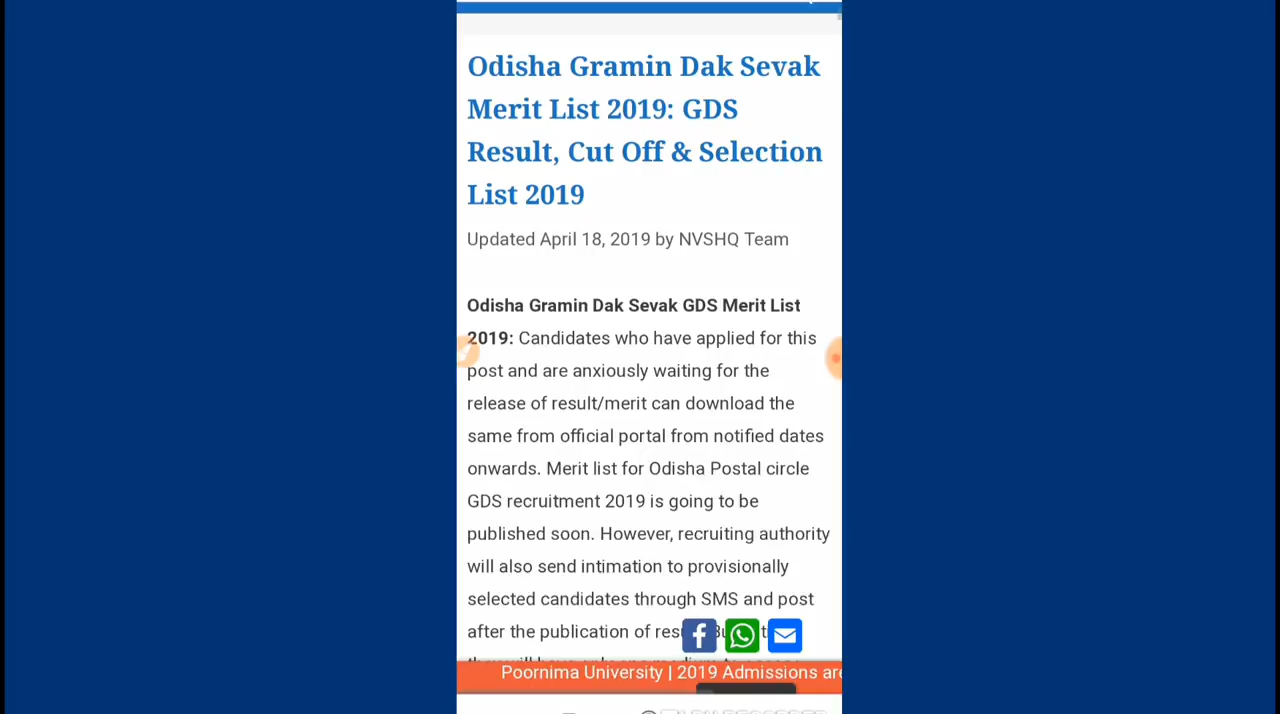 Odisha Gramin Dak Sevak
Merit List 2019: GDS
Result, Cut Off & Selection
List 2019
Updated April 18, 2019 by NVSHQ Team
Odisha Gramin Dak Sevak GDS Merit List
2019: Candidates who have applied for this
post and are anxiously waiting for the
release of result/merit can download the
same from official portal from notified dates
onwards. Merit list for Odisha Postal circle
GDS recruitment 2019 is going to be
published soon. However, recruiting authority
will also send intimation to provisionally
selected candidates through SMS and post
after the publication of
Poornima University | 2019 Admissions